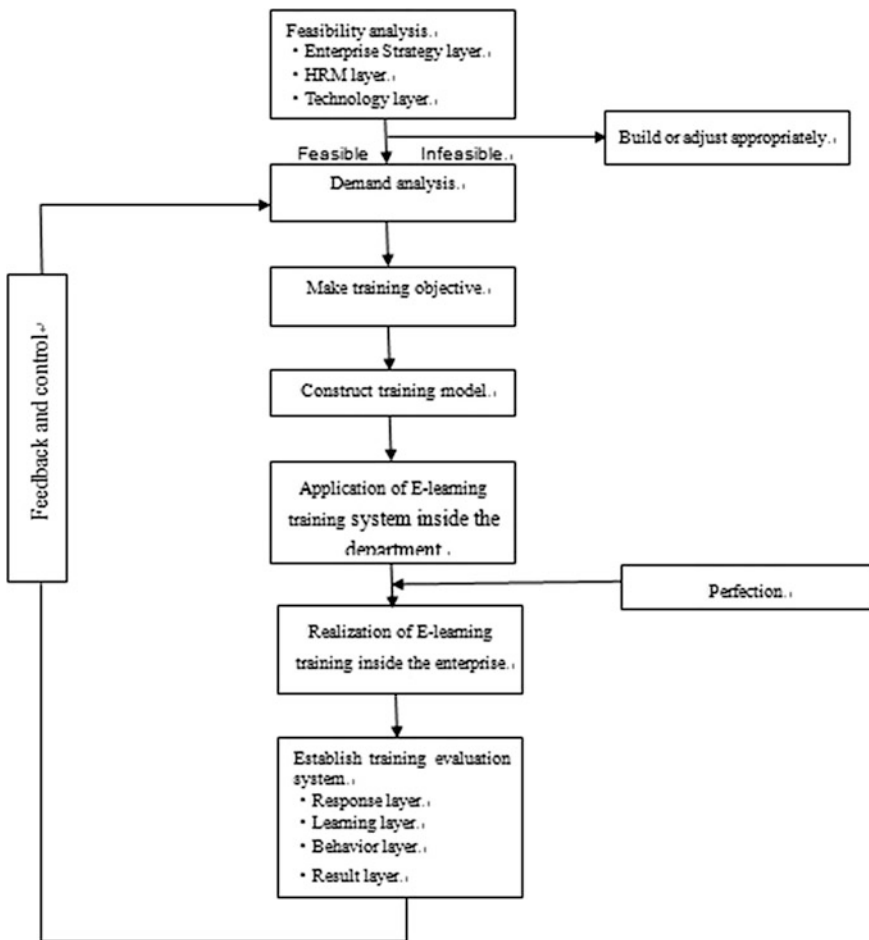 Feasibility analysis.
・Enterprise Strategy layer.
・HRM layer.
・Technology layer.
Build or adjust appropriately.
Feasible Infeasible.
Demand analysis.
Make training objective.
Feedback and control
Construct training model.
Application of E-learning
training system inside the
department.
Perfection.
Realization of E-learning
training inside the enterprise.
Establish training evaluation
system.
・Response layer.
・Learning layer.
・Behavior layer.
・Result layer.